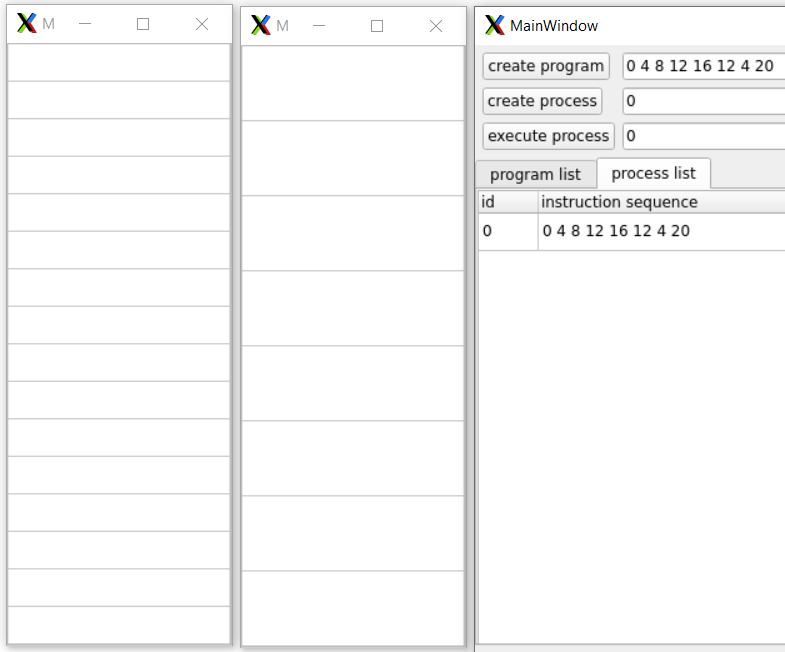 M
M
MainWindow
create program 0 4 8 12 16 12 4 20
create process 0
execute process 0
program list process list
id instruction sequence
0 0 4 8 12 16 12 4 20